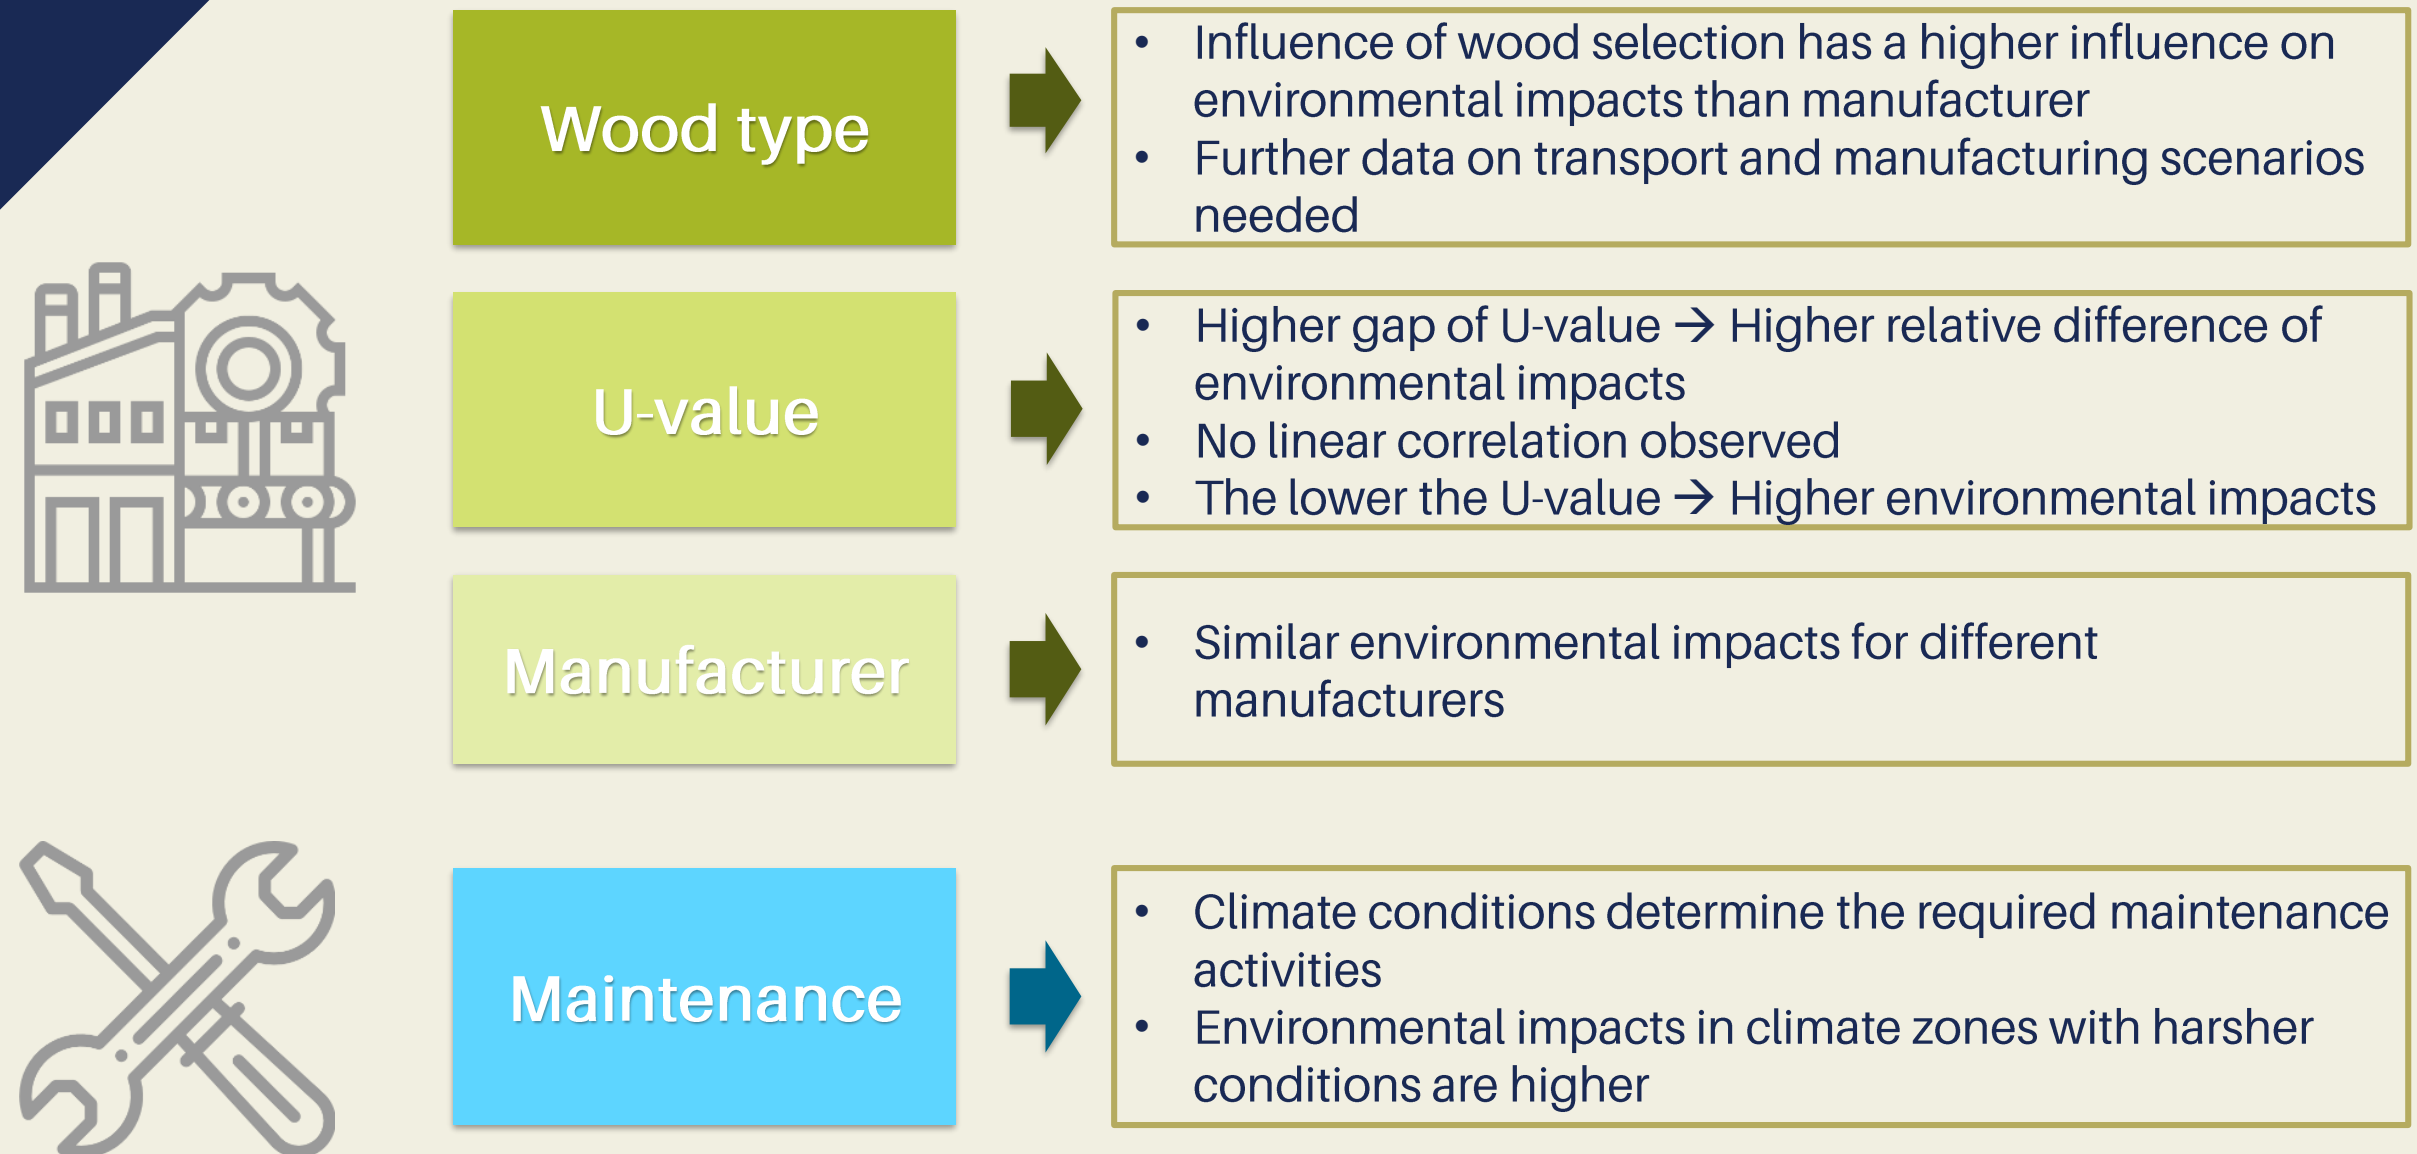 Wood type
• Influence of wood selection has a higher influence on
environmental impacts than manufacturer
• Further data on transport and manufacturing scenarios
needed
U-value
• Higher gap of U-value → Higher relative difference of
environmental impacts
• No linear correlation observed
• The lower the U-value → Higher environmental impacts
Manufacturer
• Similar environmental impacts for different
manufacturers
Maintenance
• Climate conditions determine the required maintenance
activities
• Environmental impacts in climate zones with harsher
conditions are higher